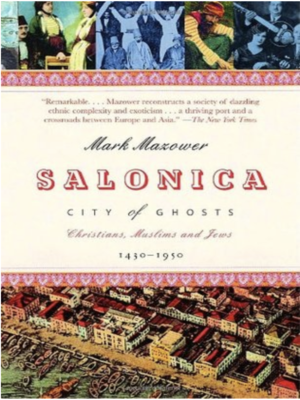 "Remarkable. . . . Mazower reconstructs a society of dazzling
ethnic complexity and exoticism . . . a thriving port and a
crossroads between Europe and Asia." —The New York Times
Mark Mazower
SALONICA
CITY of GHOSTS
Christians, Muslims and Jews
1430–1950